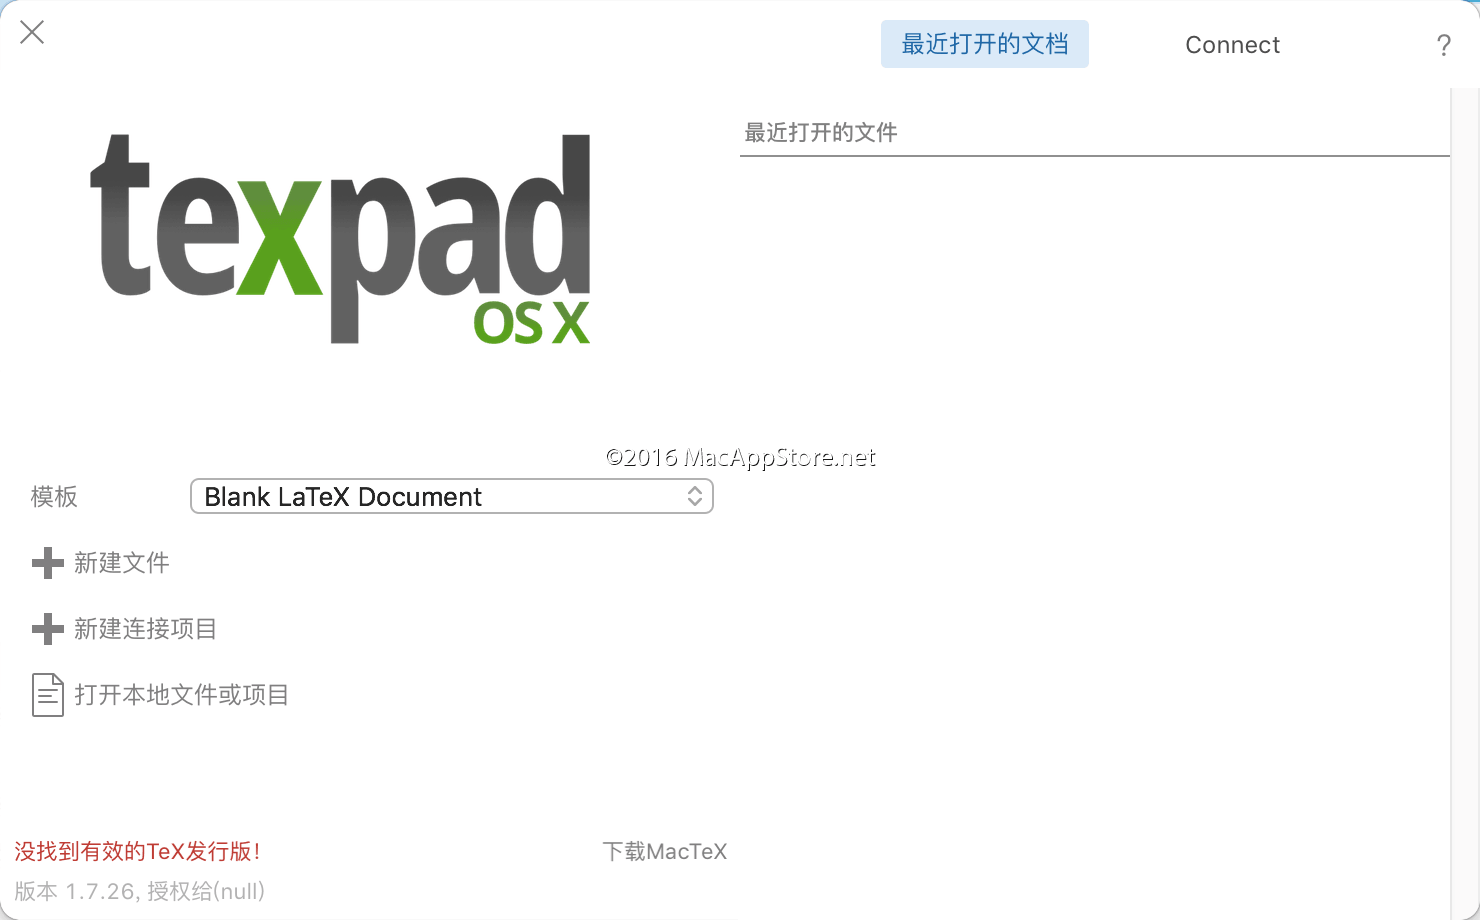 最近打开的文档
Connect
?
texpad
OS X
最近打开的文件
©2016 MacAppStore.net
模板
Blank LaTeX Document
新建文件
新建连接项目
打开本地文件或项目
没找到有效的TeX发行版！
下载MacTeX
版本 1.7.26, 授权给(null)